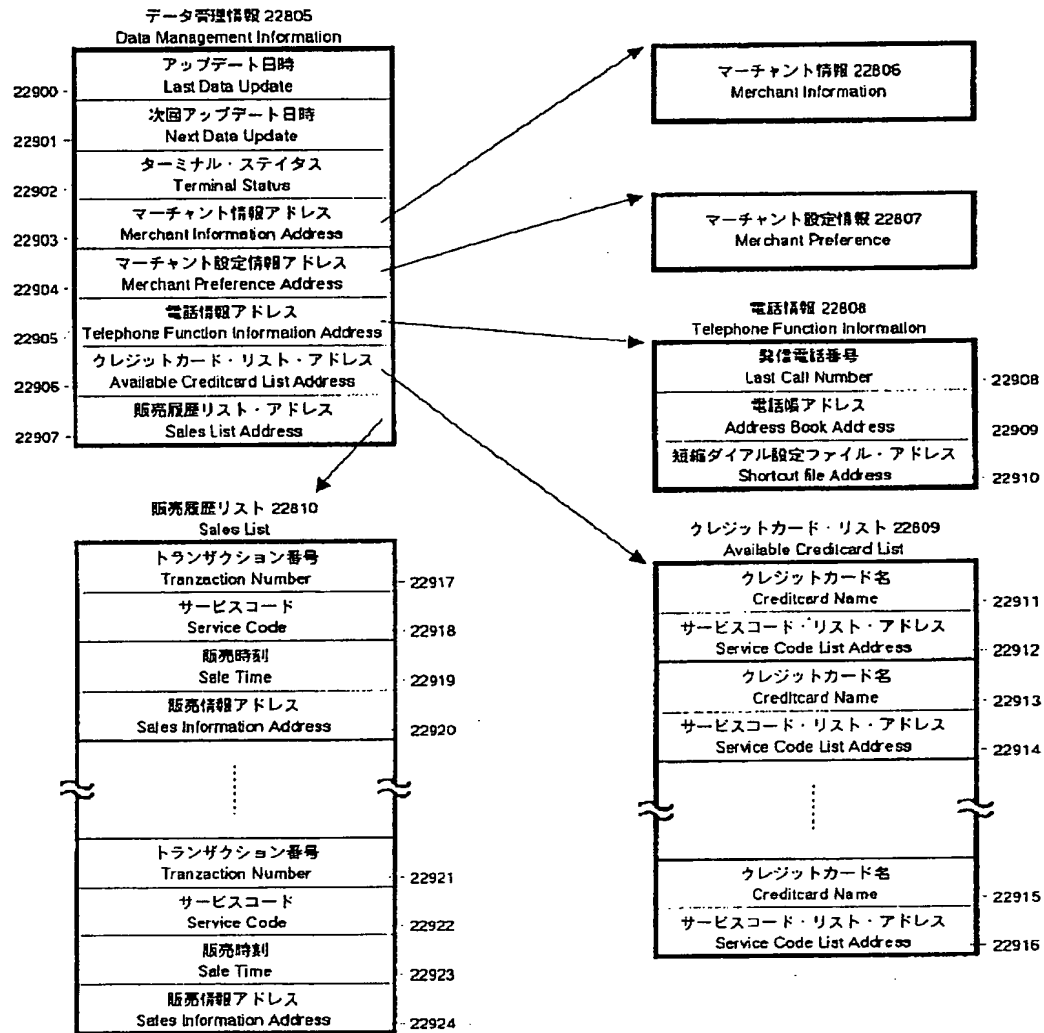 データ管理情報 22805
Data Management Information
アップデート日時
Last Data Update
22900
次回アップデート日時
Next Data Update
22901
ターミナル・ステイタス
Terminal Status
22902
マーチャント情報アドレス
Merchant Information Address
22903
マーチャント設定情報アドレス
Merchant Preference Address
22904
電話情報アドレス
Telephone Function Information Address
22905
クレジットカード・リスト・アドレス
Available Creditcard List Address
22906
販売履歴リスト・アドレス
Sales List Address
22907
マーチャント情報 22806
Merchant Information
マーチャント設定情報 22807
Merchant Preference
電話情報 22808
Telephone Function Information
発信電話番号
Last Call Number
22908
電話帳アドレス
Address Book Address
22909
短縮ダイアル設定ファイル・アドレス
Shortcut file Address
22910
販売履歴リスト 22810
Sales List
トランザクション番号
Tranzaction Number
22917
サービスコード
Service Code
22918
販売時刻
Sale Time
22919
販売情報アドレス
Sales Information Address
22920
トランザクション番号
Tranzaction Number
22921
サービスコード
Service Code
22922
販売時刻
Sale Time
22923
販売情報アドレス
Sales Information Address
22924
クレジットカード・リスト 22809
Available Creditcard List
クレジットカード名
Creditcard Name
22911
サービスコード・リスト・アドレス
Service Code List Address
22912
クレジットカード名
Creditcard Name
22913
サービスコード・リスト・アドレス
Service Code List Address
22914
クレジットカード名
Creditcard Name
22915
サービスコード・リスト・アドレス
Service Code List Address
22916